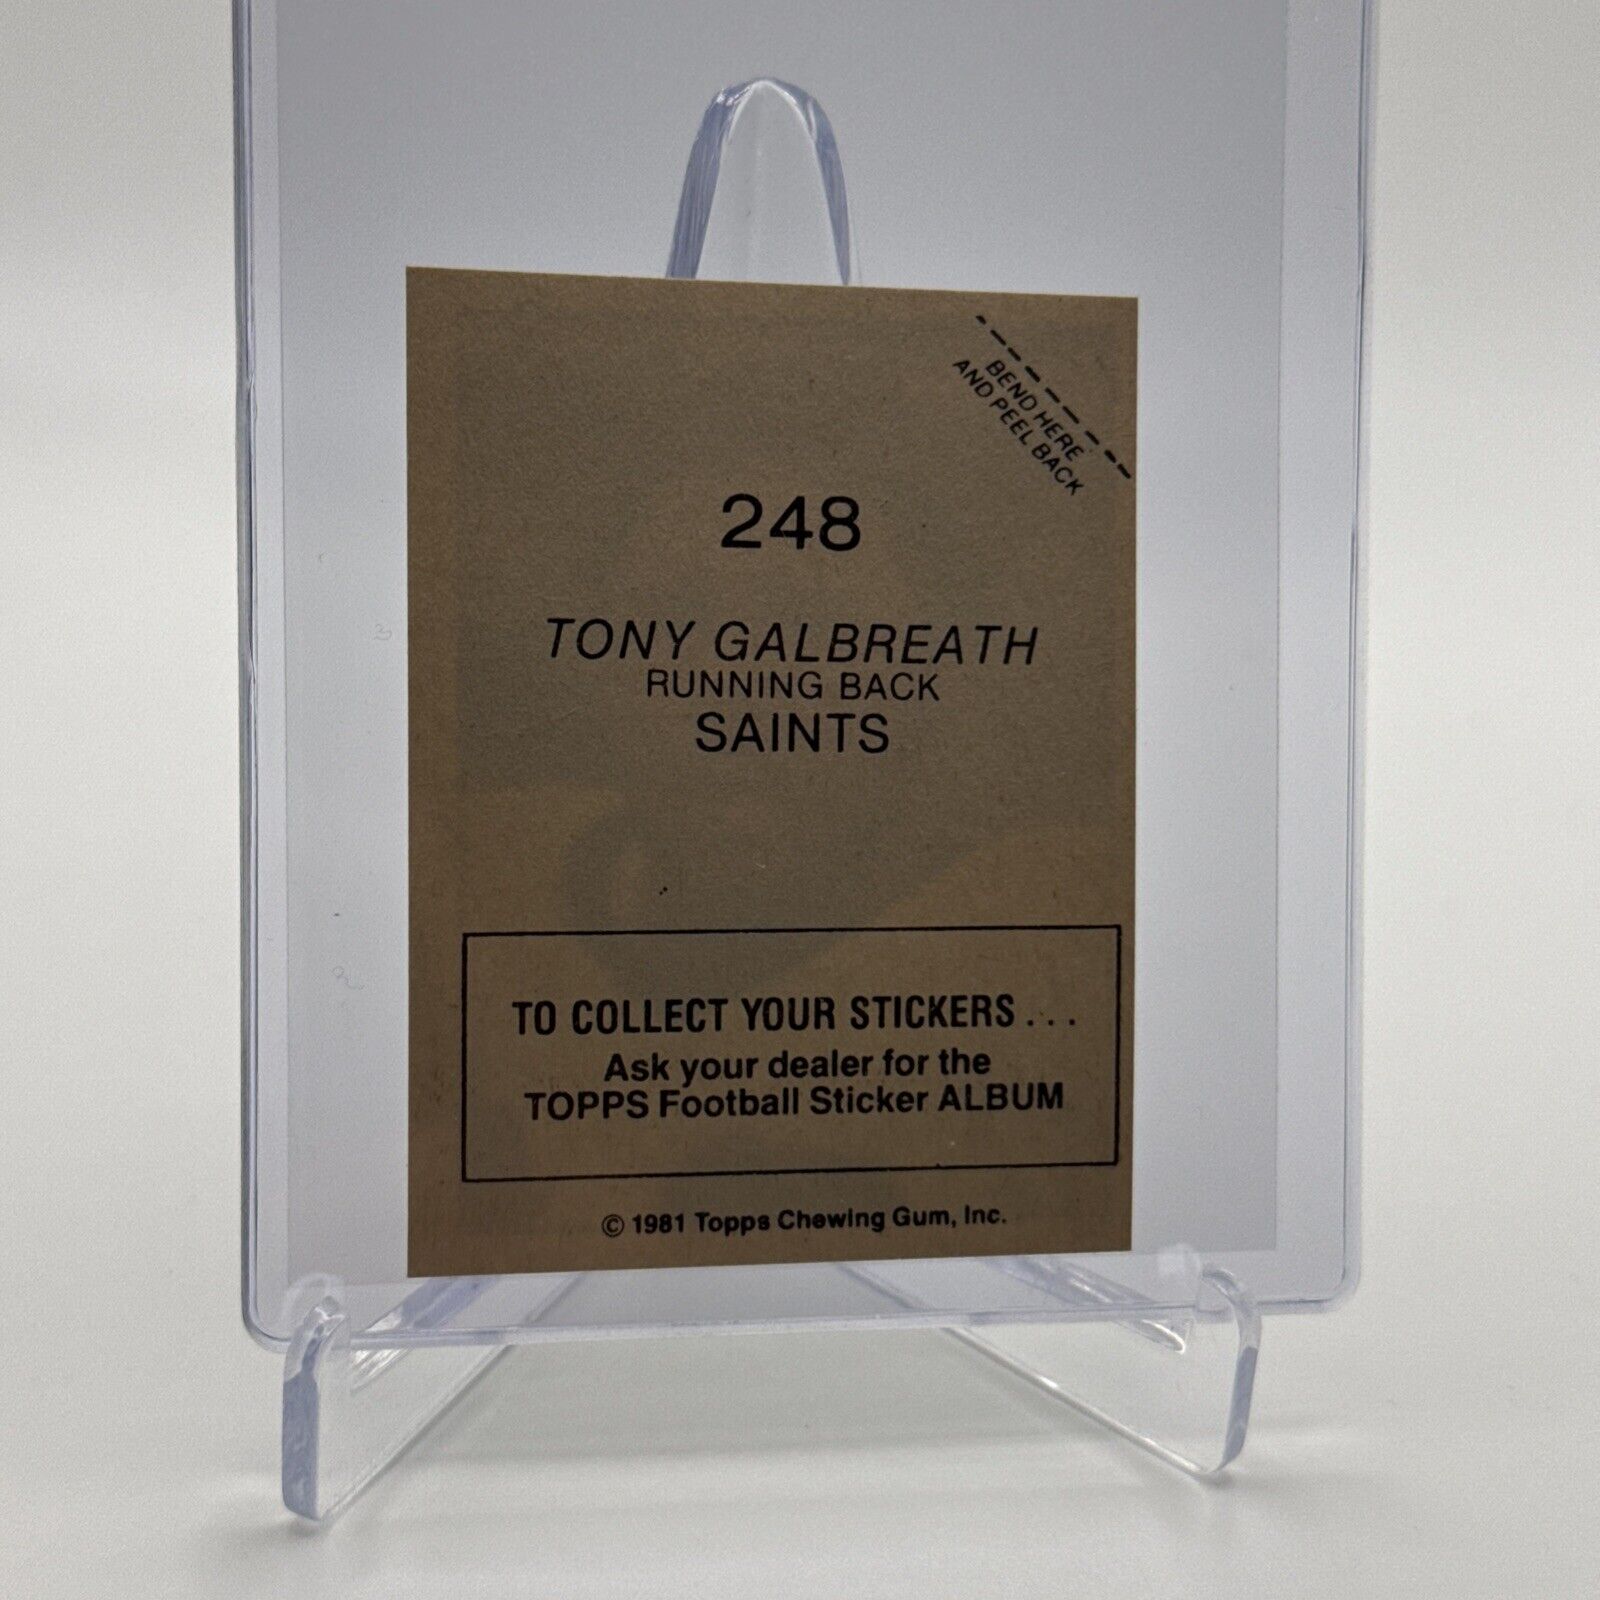 BEND HERE
AND PEEL BACK
248
TONY GALBREATH
RUNNING BACK
SAINTS
TO COLLECT YOUR STICKERS . . .
Ask your dealer for the
TOPPS Football Sticker ALBUM
© 1981 Topps Chewing Gum, Inc.